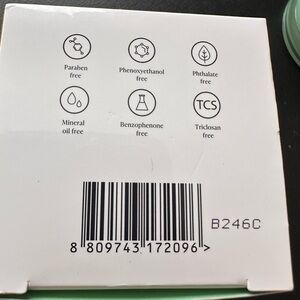 Paraben
free
Phenoxyethanol
free
Phthalate
free
Mineral
oil free
Benzophenone
free
TCS
Triclosan
free
B246C
8 809743 172096 >